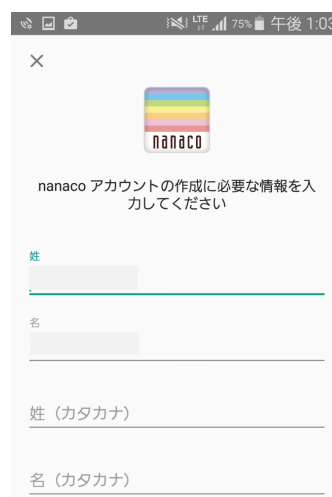 LTE 75% 午後 1:03
nanaco
nanaco アカウントの作成に必要な情報を入
力してください
姓
名
姓 (カタカナ)
名 (カタカナ)